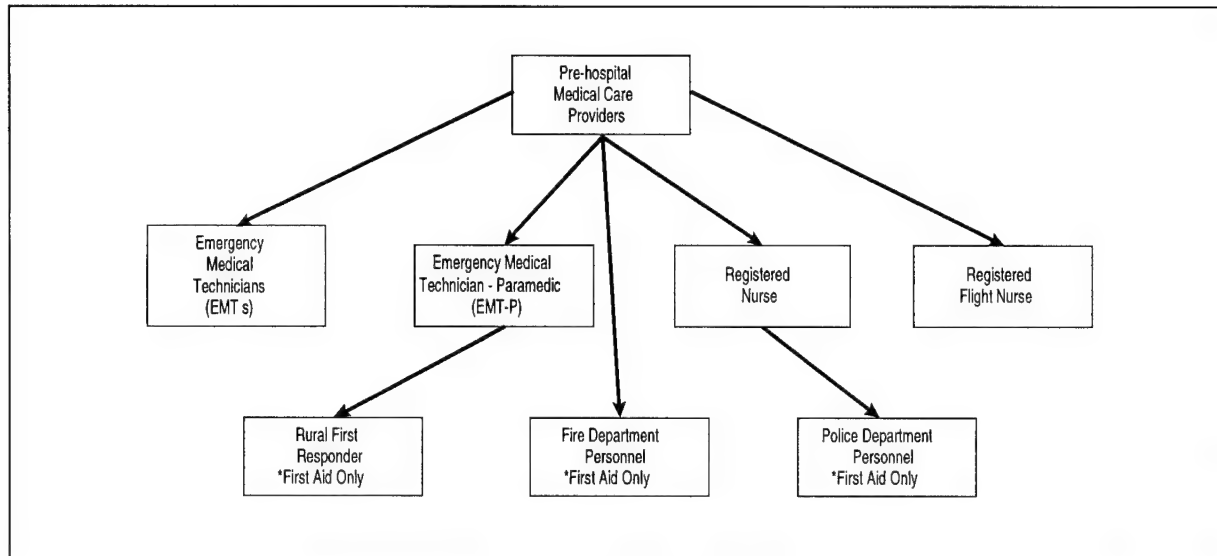 Pre-hospital
Medical Care
Providers
Emergency
Medical
Technicians
(EMT s)
Emergency Medical
Technician - Paramedic
(EMT-P)
Registered
Nurse
Registered
Flight Nurse
Rural First
Responder
*First Aid Only
Fire Department
Personnel
*First Aid Only
Police Department
Personnel
*First Aid Only